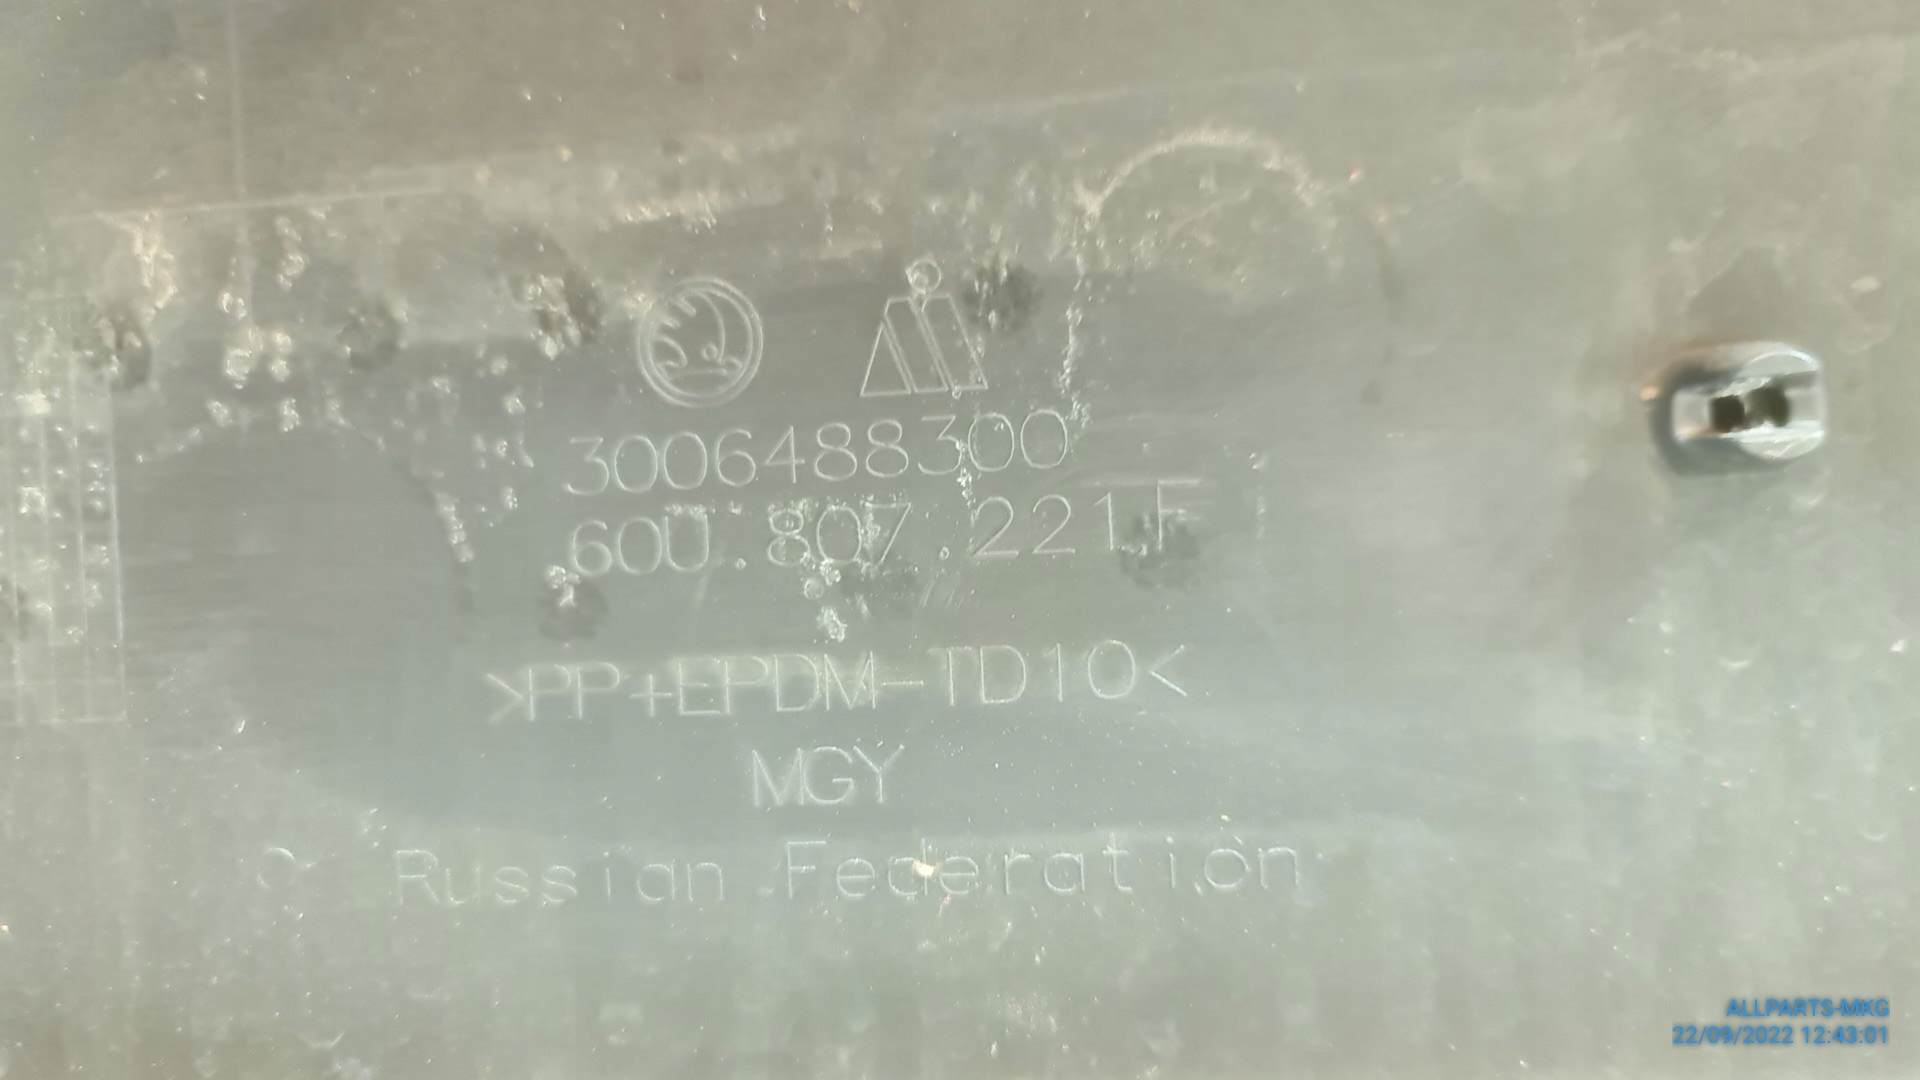 3006488300
60U.807.221.F
>PP+EPDM-TD10<
MGY
Russian Federation
ALLPARTS-MKG
22/09/2022 12:43:01